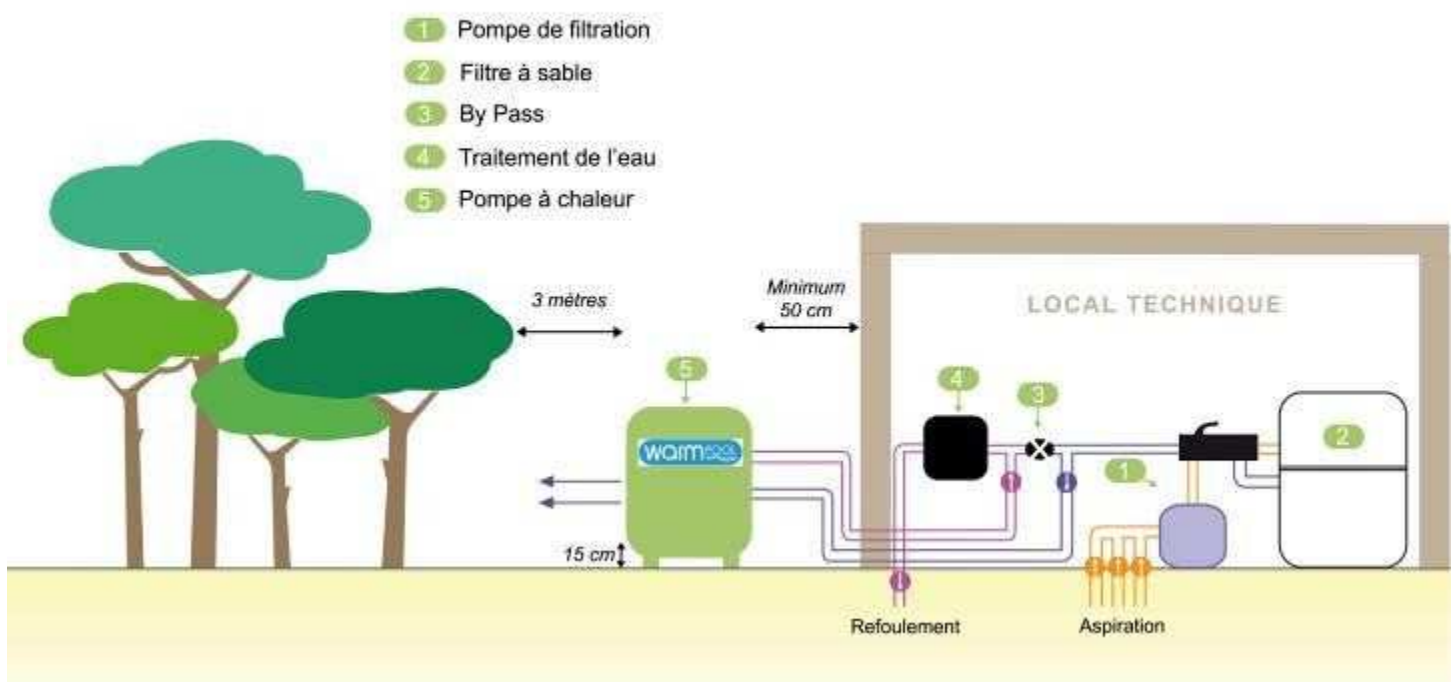 1 Pompe de filtration
2 Filtre à sable
3 By Pass
4 Traitement de l'eau
5 Pompe à chaleur
3 mètres
Minimum
50 cm
LOCAL TECHNIQUE
5
4
3
2
1
warm
15 cm
Refoulement
Aspiration